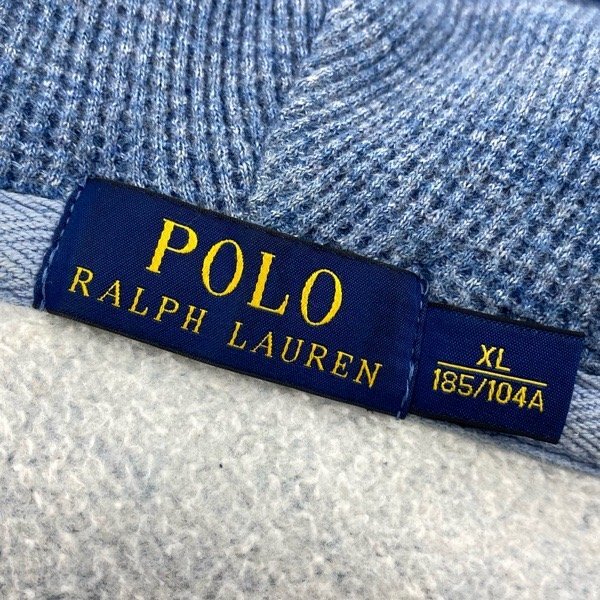 POLO
RALPH LAUREN
XL
185/104A